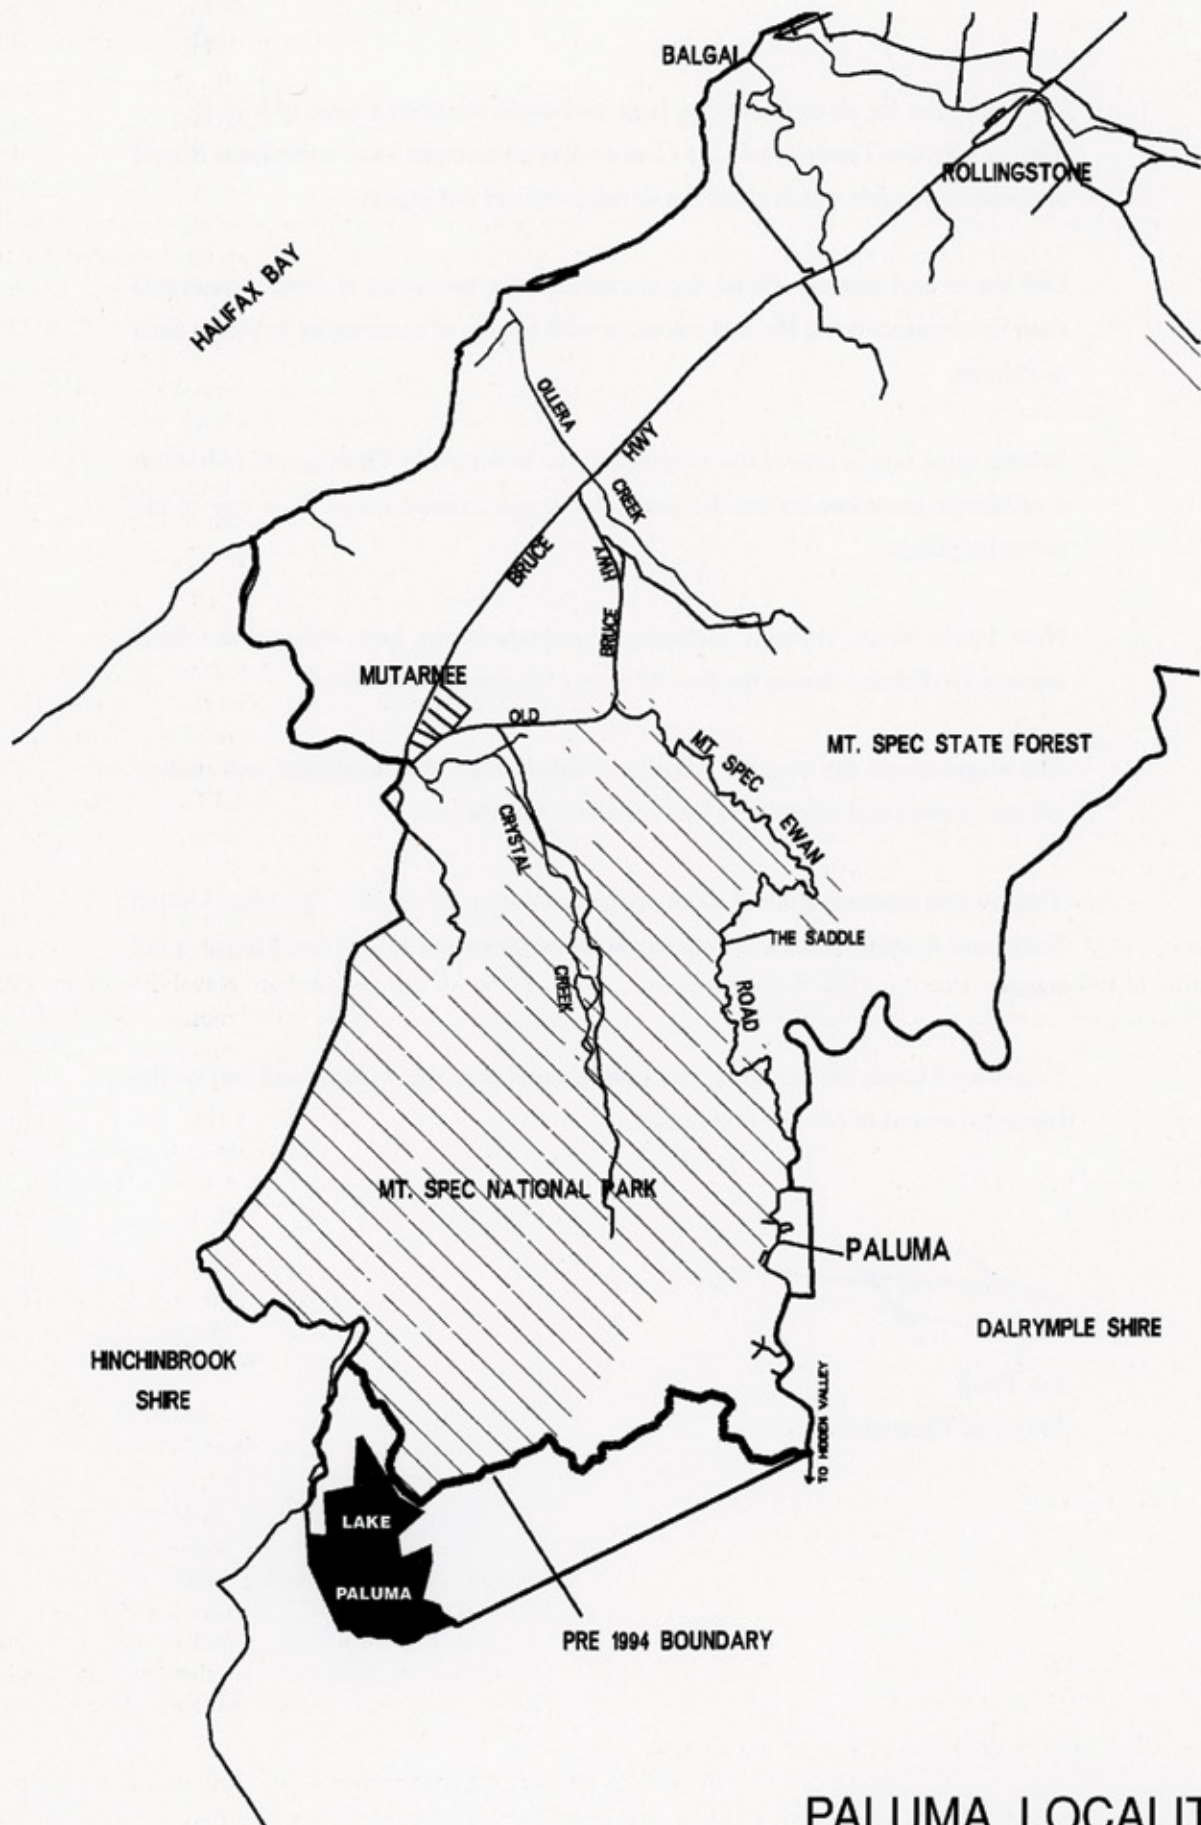 BALGAL
ROLLINGSTONE
HALIFAX BAY
OLLERA
CREEK
BRUCE HWY
BRUCE HWY
MUTARNEE
OLD
MT. SPEC
EWAN
MT. SPEC STATE FOREST
CRYSTAL
CREEK
THE SADDLE
ROAD
MT. SPEC NATIONAL PARK
PALUMA
DALRYMPLE SHIRE
HINCHINBROOK
SHIRE
TO HIDDEN VALLEY
LAKE
PALUMA
PRE 1994 BOUNDARY
PALUMA LOCALIT